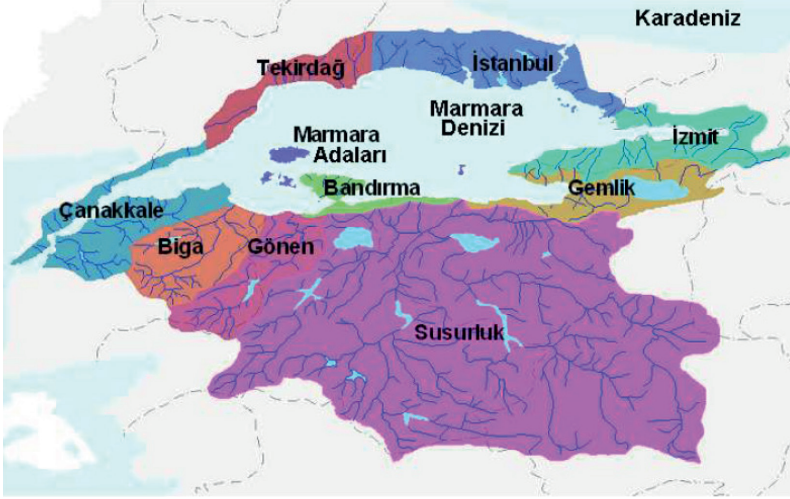 Karadeniz
Tekirdağ
İstanbul
Marmara
Denizi
Marmara
Adaları
İzmit
Bandırma
Gemlik
Çanakkale
Biga
Gönen
Susurluk